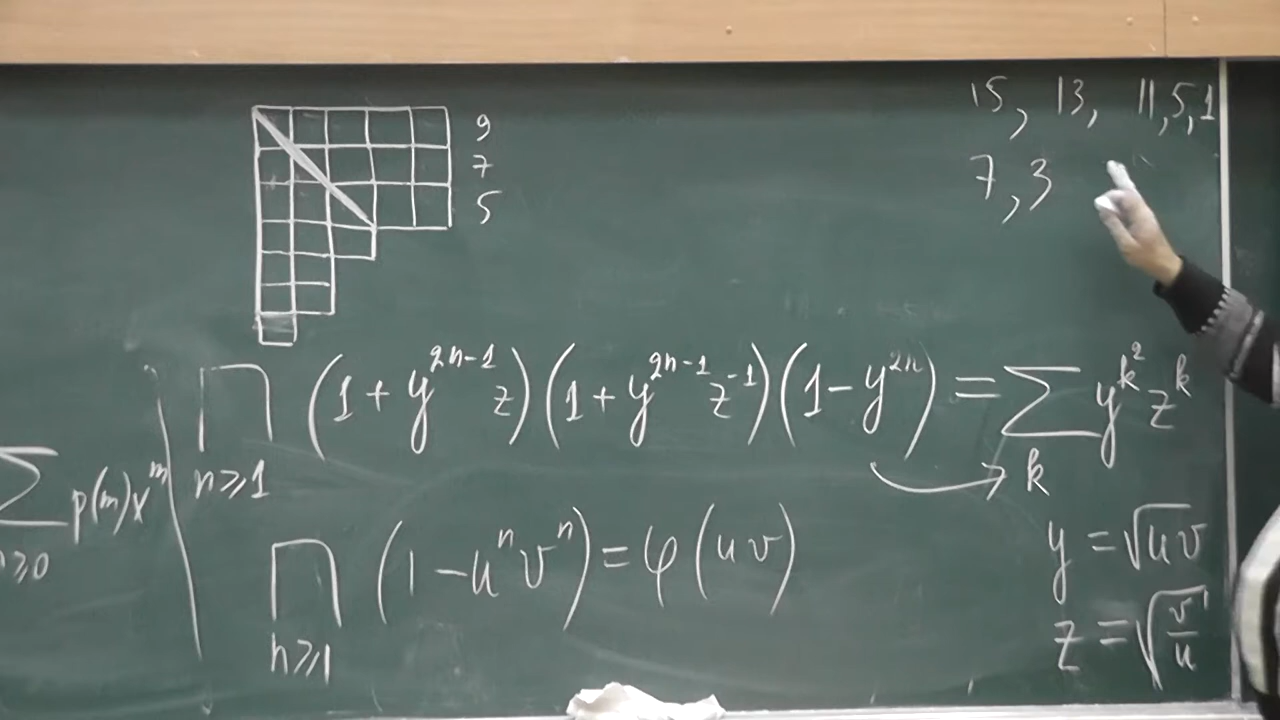 9
7
5
15, 13, 11, 5, 1
7, 3
∏ (1 + y^{2n-1} z)(1 + y^{2n-1} z^{-1})(1 - y^{2n}) = ∑ y^{k^2} z^k
n⩾1
k
∑ p(m)x^m
⩾0
∏ (1 - u^n v^n) = φ(uv)
n⩾1
y = √uv
z = √(v/u)